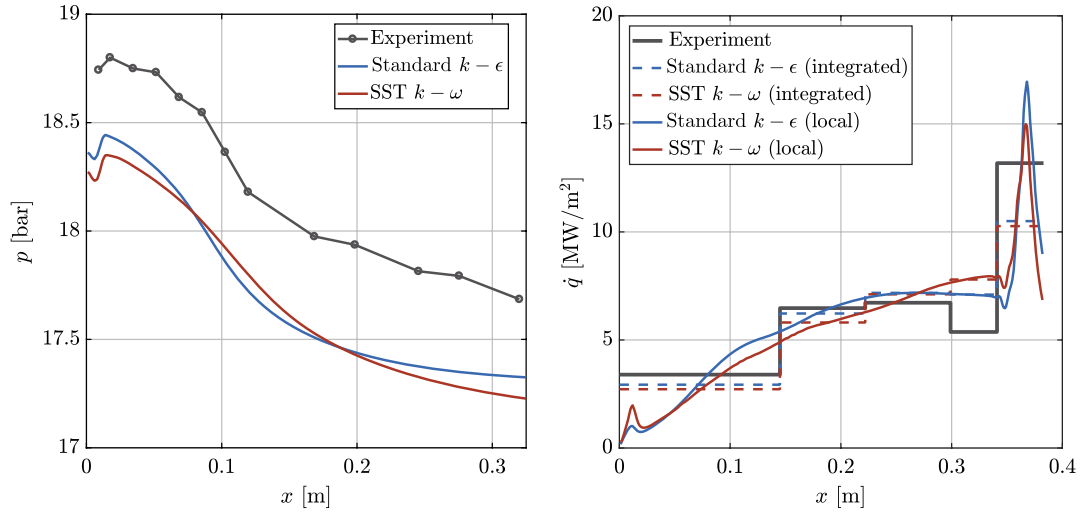 19
18.5
18
17.5
17
p [bar]
0
0.1
0.2
0.3
x [m]
Experiment
Standard k − ϵ
SST k − ω
20
15
10
5
0
q̇ [MW/m²]
0
0.1
0.2
0.3
0.4
x [m]
Experiment
Standard k − ϵ (integrated)
SST k − ω (integrated)
Standard k − ϵ (local)
SST k − ω (local)